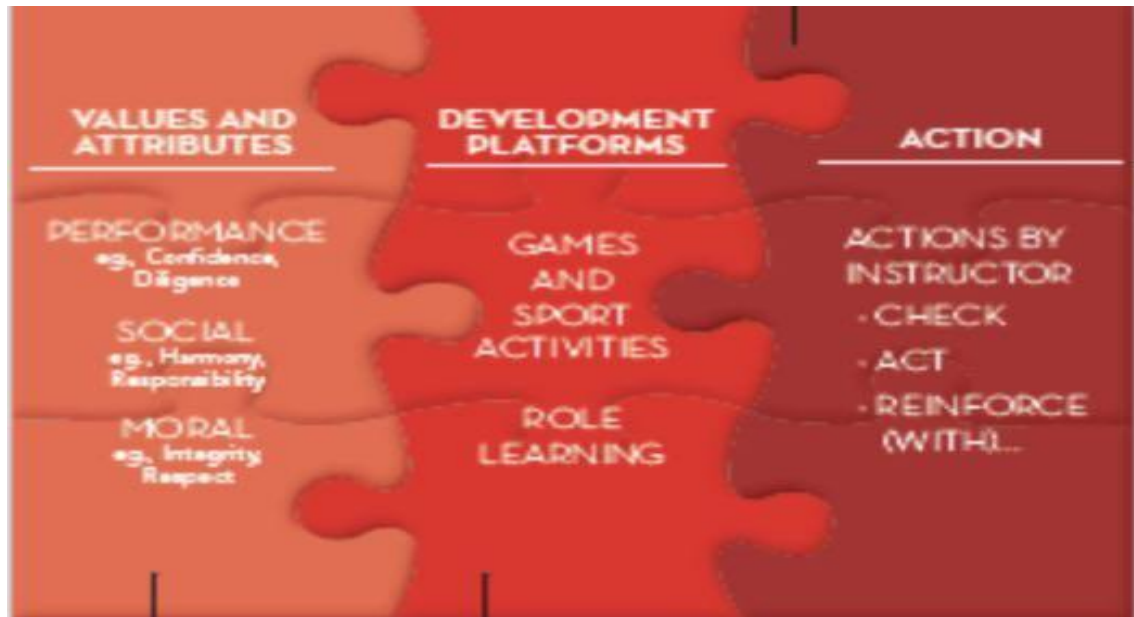 VALUES AND
ATTRIBUTES
PERFORMANCE
eg., Confidence,
Diligence
SOCIAL
eg., Harmony,
Responsibility
MORAL
eg., Integrity,
Respect
DEVELOPMENT
PLATFORMS
GAMES
AND
SPORT
ACTIVITIES
ROLE
LEARNING
ACTION
ACTIONS BY
INSTRUCTOR
- CHECK
- ACT
- REINFORCE
(WITH)...